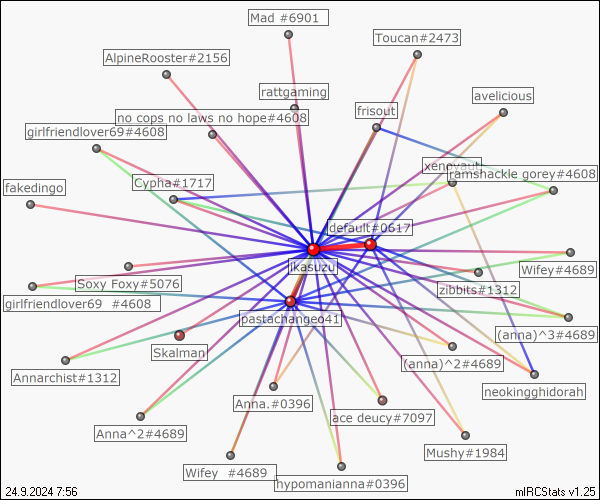 Mad #6901
Toucan#2473
AlpineRooster#2156
rattgaming
avelicious
frisout
no cops no laws no hope#4608
girlfriendlover69#4608
xenoyaut
ramshackle gorey#4608
Cypha#1717
fakedingo
default#0617
jkasuzu
Wifey#4689
Soxy Foxy#5076
zibbits#1312
girlfriendlover69 #4608
pastachange641
(anna)^3#4689
Skalman
(anna)^2#4689
Annarchist#1312
neokingghidorah
Anna.#0396
ace deucy#7097
Anna^2#4689
Mushy#1984
Wifey #4689
hypomanianna#0396
24.9.2024 7:56
mIRCStats v1.25